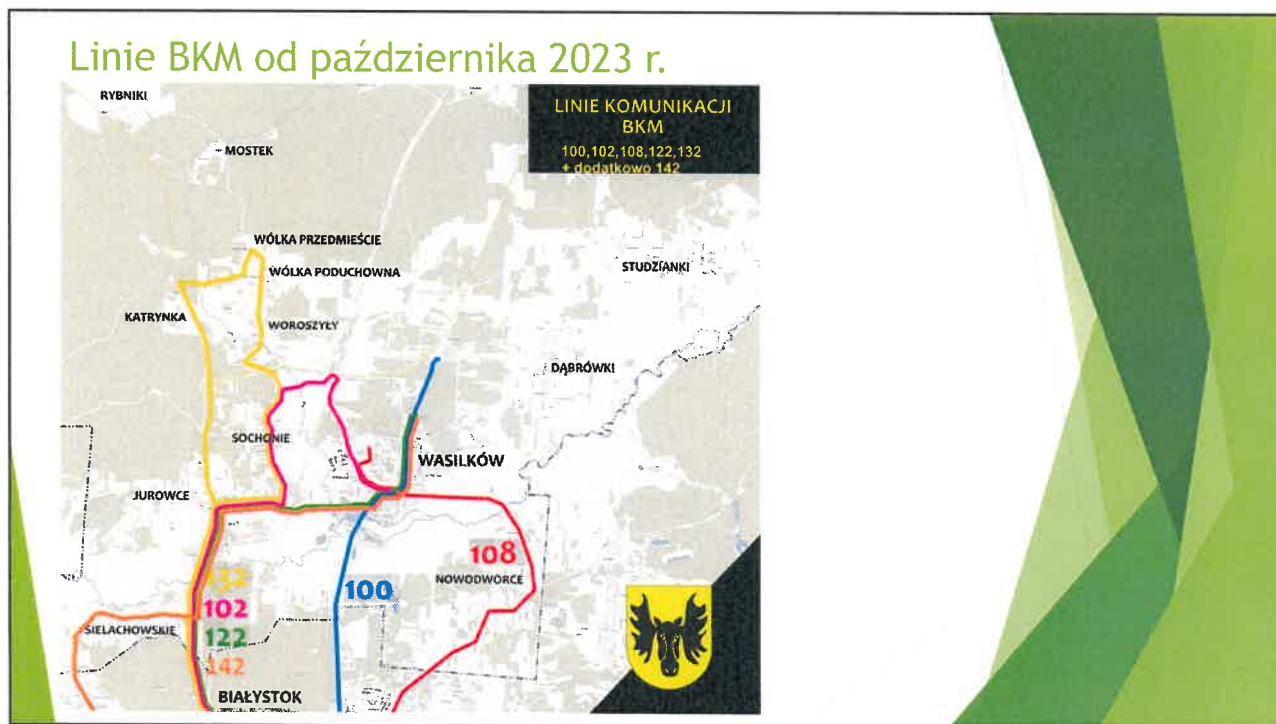 Linie BKM od października 2023 r.
LINIE KOMUNIKACJI
BKM
100,102,108,122,132
+ dodatkowo 142
RYBNIKI
MOSTEK
WÓLKA PRZEDMIEŚCIE
WÓLKA PODUCHOWNA
STUDZIANKI
KATRYNKA
WOROSZYŁY
DĄBRÓWKI
SOCHONIE
WASILKÓW
JUROWCE
108
NOWODWORCE
132
100
102
SIELACHOWSKIE
122
142
BIAŁYSTOK